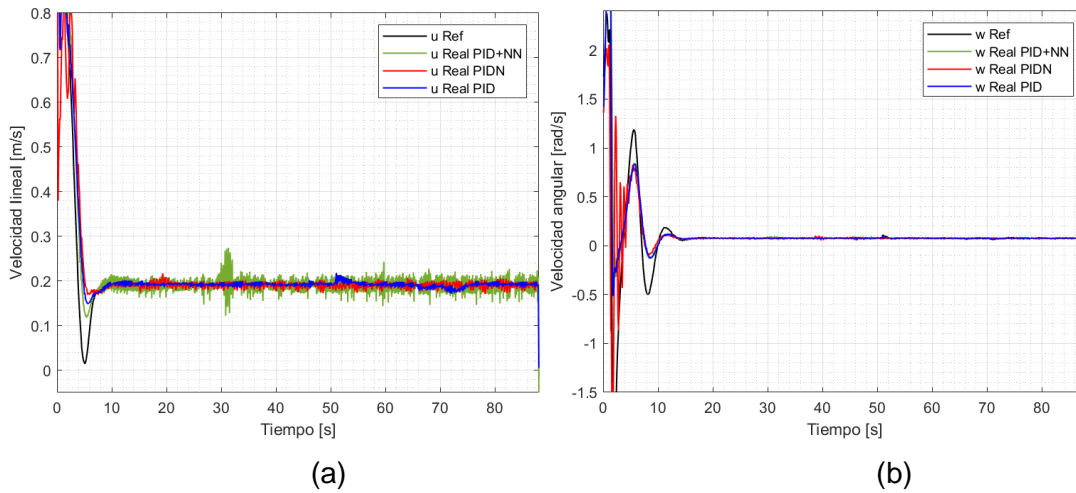 0.8
0.7
0.6
0.5
0.4
0.3
0.2
0.1
0
Velocidad lineal [m/s]
u Ref
u Real PID+NN
u Real PIDN
u Real PID
0 10 20 30 40 50 60 70 80
Tiempo [s]
(a)
2
1.5
1
0.5
0
-0.5
-1
-1.5
Velocidad angular [rad/s]
w Ref
w Real PID+NN
w Real PIDN
w Real PID
0 10 20 30 40 50 60 70 80
Tiempo [s]
(b)